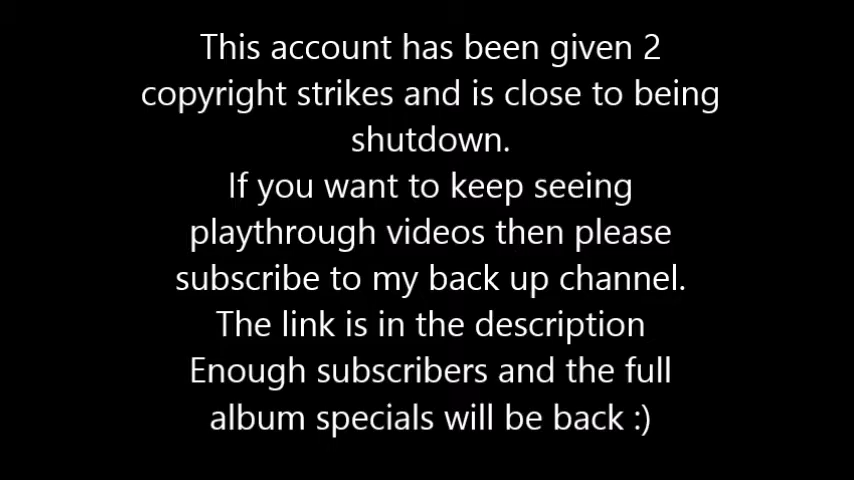 This account has been given 2
copyright strikes and is close to being
shutdown.
If you want to keep seeing
playthrough videos then please
subscribe to my back up channel.
The link is in the description
Enough subscribers and the full
album specials will be back :)